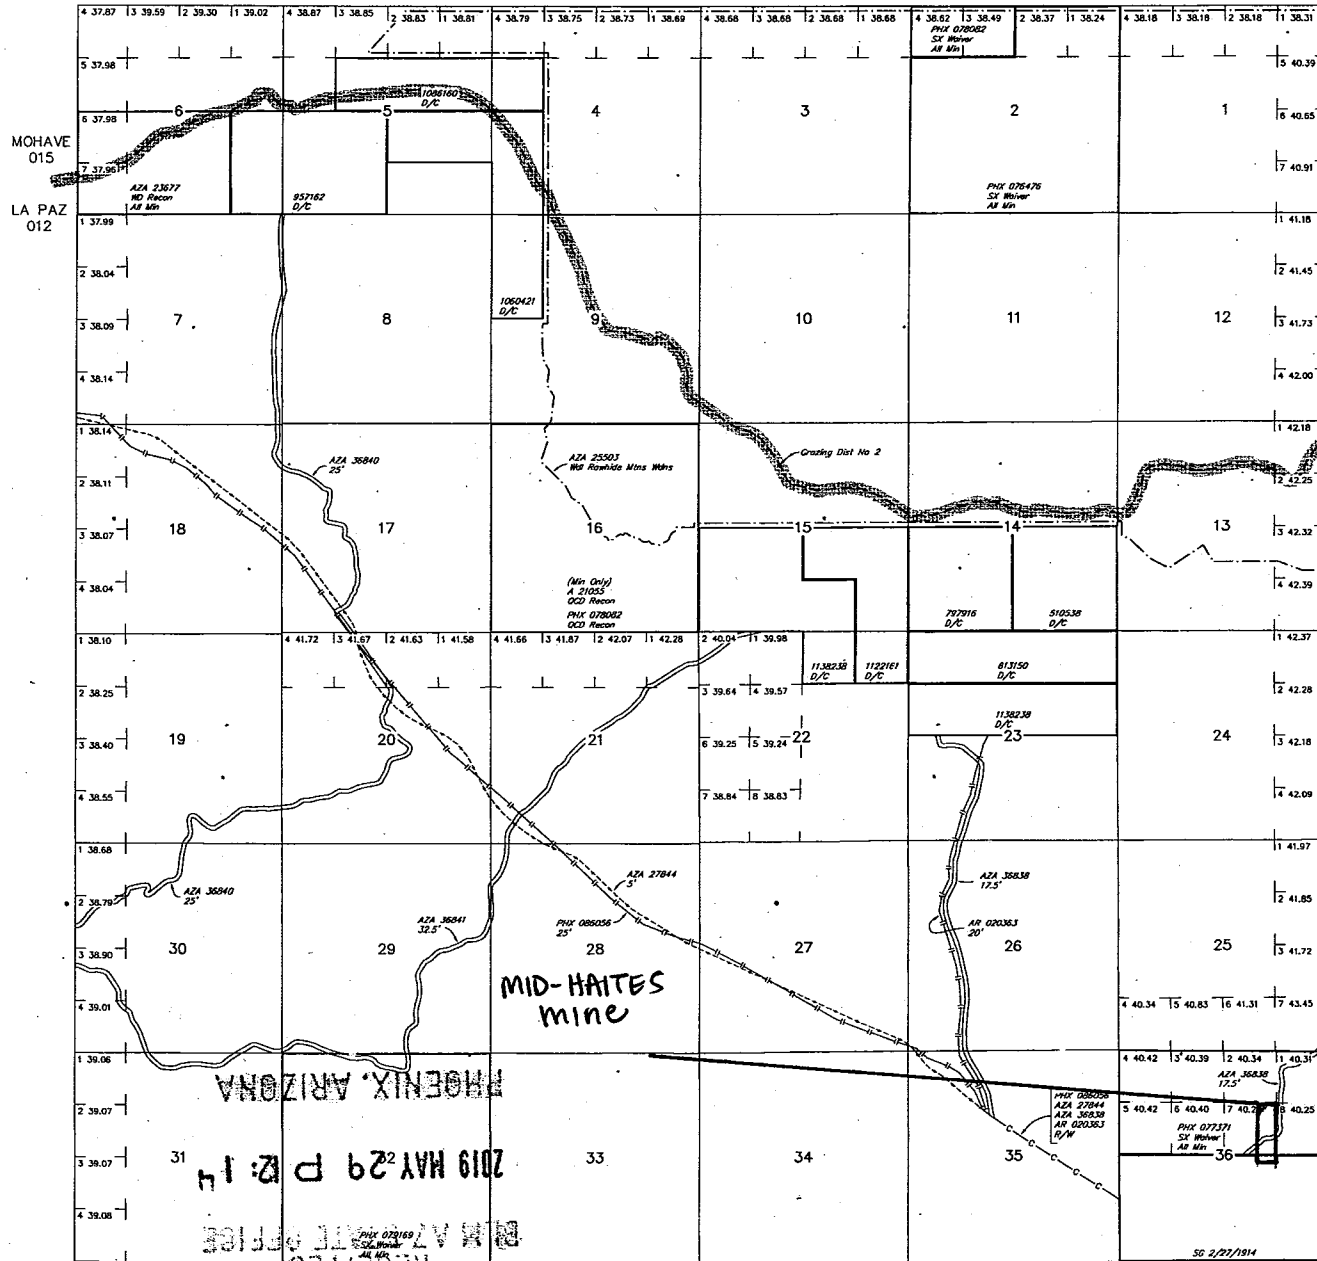 4 37.87 3 39.59 2 39.30 1 39.02 4 38.87 3 38.85 2 38.83 1 38.81 4 38.79 3 38.75 2 38.73 1 38.69 4 38.68 3 38.68 2 38.68 1 38.68 4 38.62 3 38.49 2 38.37 1 38.24 4 38.18 3 38.18 2 38.18 1 38.31
PHX 078082
SX Waiver
All Min
5 37.98
5 40.39
1086160
D/C
6 5 4 3 2 1
6 37.98
6 40.65
MOHAVE
015
7 37.96
7 40.91
AZA 23677
WD Recon
All Min
957162
D/C
PHX 076476
SX Waiver
All Min
LA PAZ
012
1 37.99
1 41.18
2 38.04
2 41.45
1060421
D/C
7 8 9 10 11 12
3 38.09
3 41.73
4 38.14
4 42.00
1 38.14
1 42.18
AZA 36840
25'
AZA 25503
Wdl Rawhide Mtns Wdns
Grazing Dist No 2
2 38.11
2 42.25
18 17 16 15 14 13
3 38.07
3 42.32
4 38.04
4 42.39
(Min Only)
A 21055
OCD Recon
PHX 078082
OCD Recon
797916
D/C
510538
D/C
1 38.10 4 41.72 3 41.67 2 41.63 1 41.58 4 41.66 3 41.87 2 42.07 1 42.28 2 40.04 1 39.98 1 42.37
1138238
D/C
1122161
D/C
813150
D/C
2 38.25 3 39.64 4 39.57 2 42.28
1138238
D/C
19 20 21 22 23 24
3 38.40 6 39.25 5 39.24 3 42.18
4 38.55 7 38.84 8 38.83 4 42.09
1 38.68
1 41.97
AZA 36840
25'
AZA 27844
5'
AZA 36838
17.5'
2 38.79
2 41.85
AZA 36841
32.5'
PHX 086056
25'
AR 020363
20'
30 29 28 27 26 25
3 38.90
3 41.72
MID-HAITES
mine
4 39.01
4 40.34 5 40.83 6 41.31 7 43.45
1 39.06 4 40.42 3 40.39 2 40.34 1 40.31
AZA 36838
17.5'
PHOENIX, ARIZONA
2 39.07
5 40.42 6 40.40 8 40.25
PHX 086056
AZA 27844
AZA 36838
AR 020363
R/W
PHX 077371
SX Waiver
All Min
31 33 34 35 36
3 39.07
2019 MAY 29 P 12: 14
4 39.08
PHX 079169
SX Waiver
All Min
SG 2/27/1914